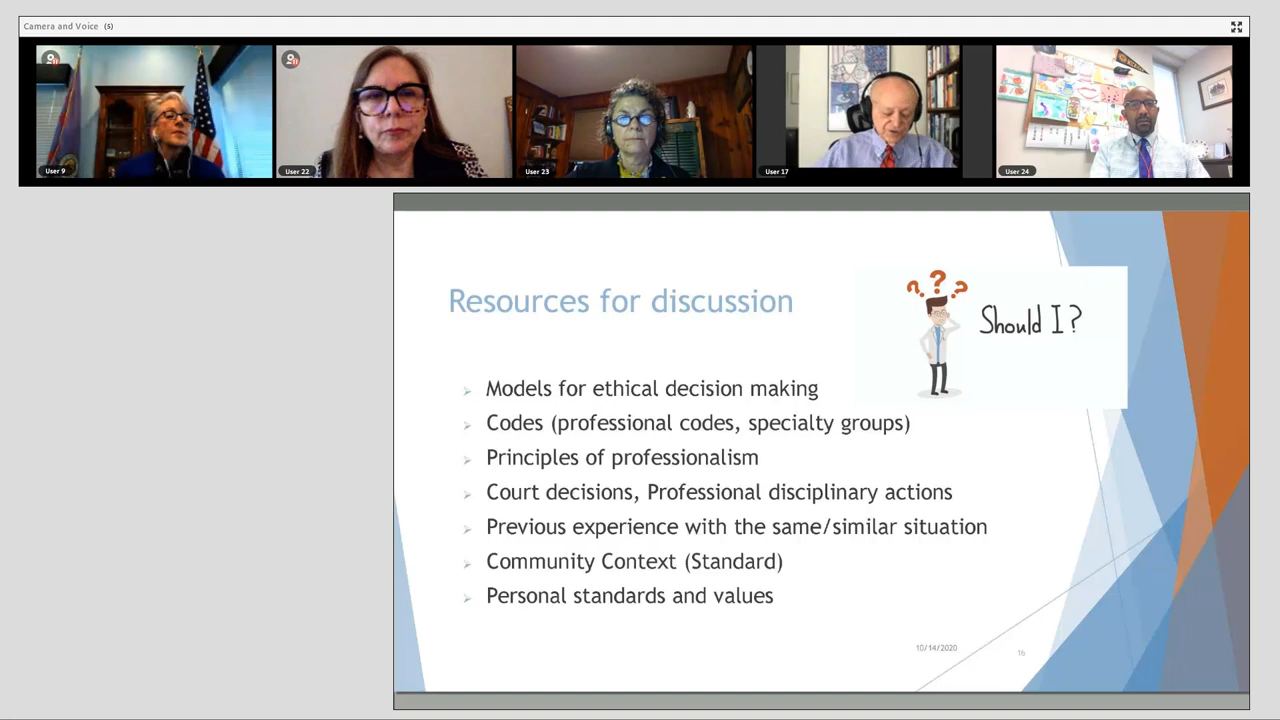 Camera and Voice (5)
User 9
User 22
User 23
User 17
User 24
Resources for discussion
Should I?
? ? ?
Models for ethical decision making
Codes (professional codes, specialty groups)
Principles of professionalism
Court decisions, Professional disciplinary actions
Previous experience with the same/similar situation
Community Context (Standard)
Personal standards and values
10/14/2020
16